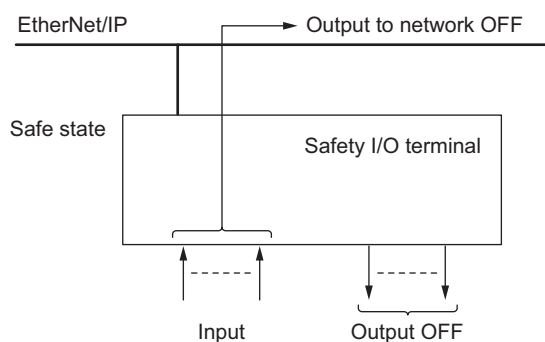 EtherNet/IP
Output to network OFF
Safe state
Safety I/O terminal
Input
Output OFF